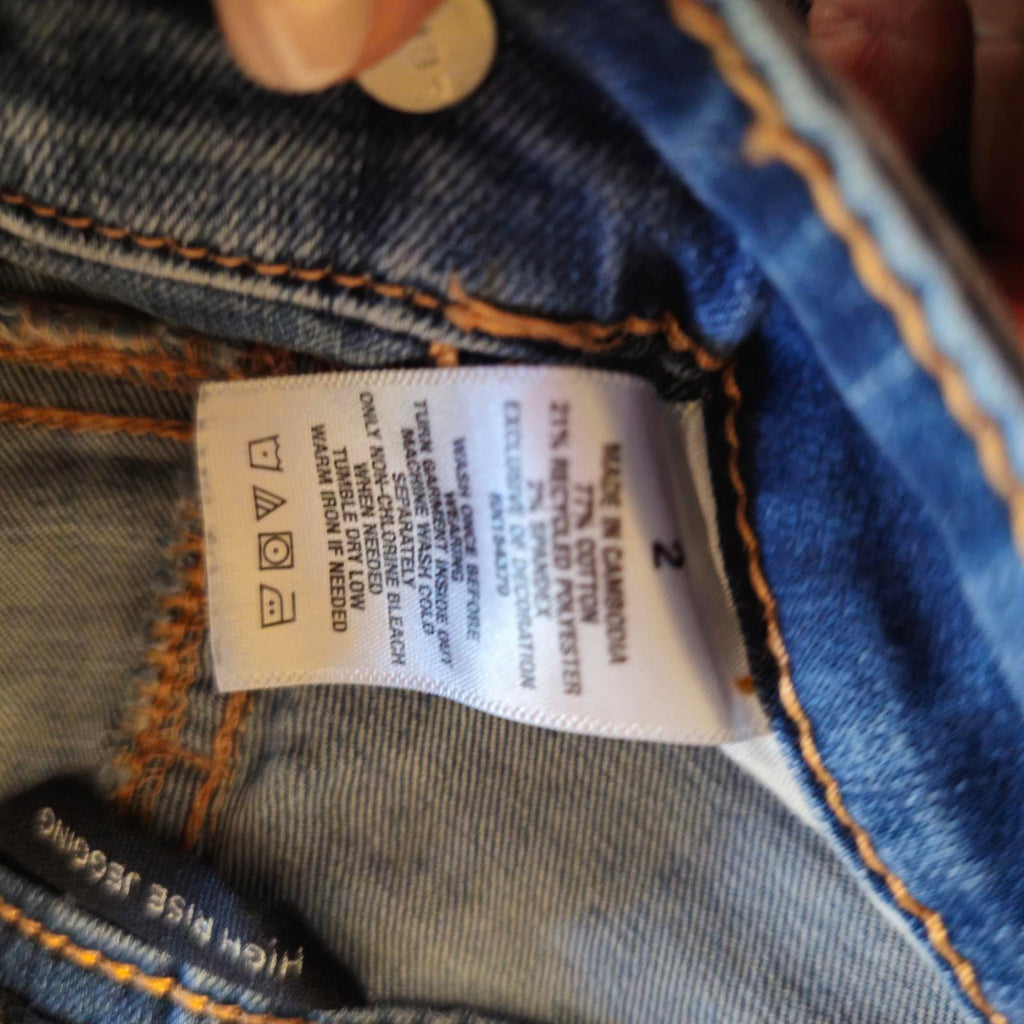 2
MADE IN CAMBODIA
77% COTTON
21% RECYCLED POLYESTER
2% SPANDEX
EXCLUSIVE OF DECORATION
WASH ONCE BEFORE
WEARING
TURN GARMENT INSIDE OUT
MACHINE WASH COLD
SEPARATELY
ONLY NON-CHLORINE BLEACH
WHEN NEEDED
TUMBLE DRY LOW
WARM IRON IF NEEDED
HIGH RISE JEGGING